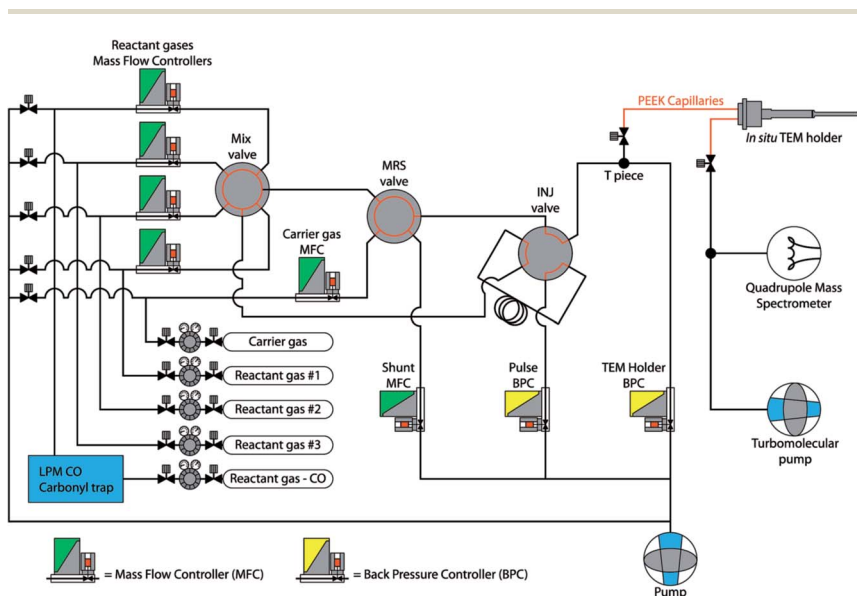 Reactant gases
Mass Flow Controllers
PEEK Capillaries
In situ TEM holder
Mix
valve
MRS
valve
T piece
INJ
valve
Carrier gas
MFC
Quadrupole Mass
Spectrometer
Carrier gas
Shunt
MFC
Pulse
BPC
TEM Holder
BPC
Reactant gas #1
Reactant gas #2
Reactant gas #3
Turbomolecular
pump
LPM CO
Carbonyl trap
Reactant gas - CO
= Mass Flow Controller (MFC)
= Back Pressure Controller (BPC)
Pump